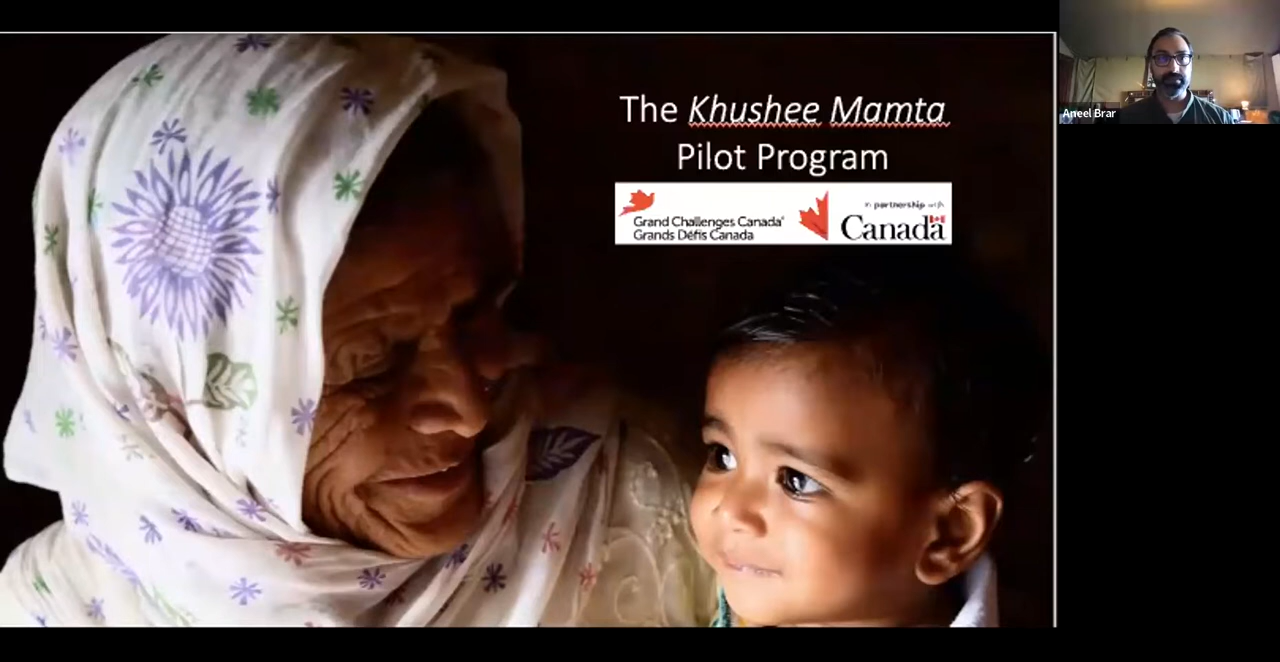 The Khushee Mamta
Pilot Program
Grand Challenges Canada®
Grands Défis Canada
in partnership with
Canada
Aneel Brar